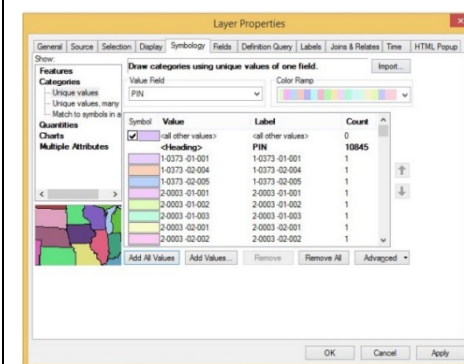 Layer Properties
General Source Selection Display Symbology Fields Definition Query Labels Joins & Relates Time HTML Popup
Show:
Features
Categories
Unique values
Unique values, many
Match to symbols in a
Quantities
Charts
Multiple Attributes
Draw categories using unique values of one field.
Import...
Value Field
PIN
Color Ramp
Symbol Value Label Count
<all other values> <all other values> 0
<Heading> PIN 10845
1-0373 -01-001 1-0373 -01-001 1
1-0373 -02-004 1-0373 -02-004 1
1-0373 -02-005 1-0373 -02-005 1
2-0003 -01-001 2-0003 -01-001 1
2-0003 -01-002 2-0003 -01-002 1
2-0003 -01-003 2-0003 -01-003 1
2-0003 -02-001 2-0003 -02-001 1
2-0003 -02-002 2-0003 -02-002 1
Add All Values Add Values... Remove Remove All Advanced
OK Cancel Apply